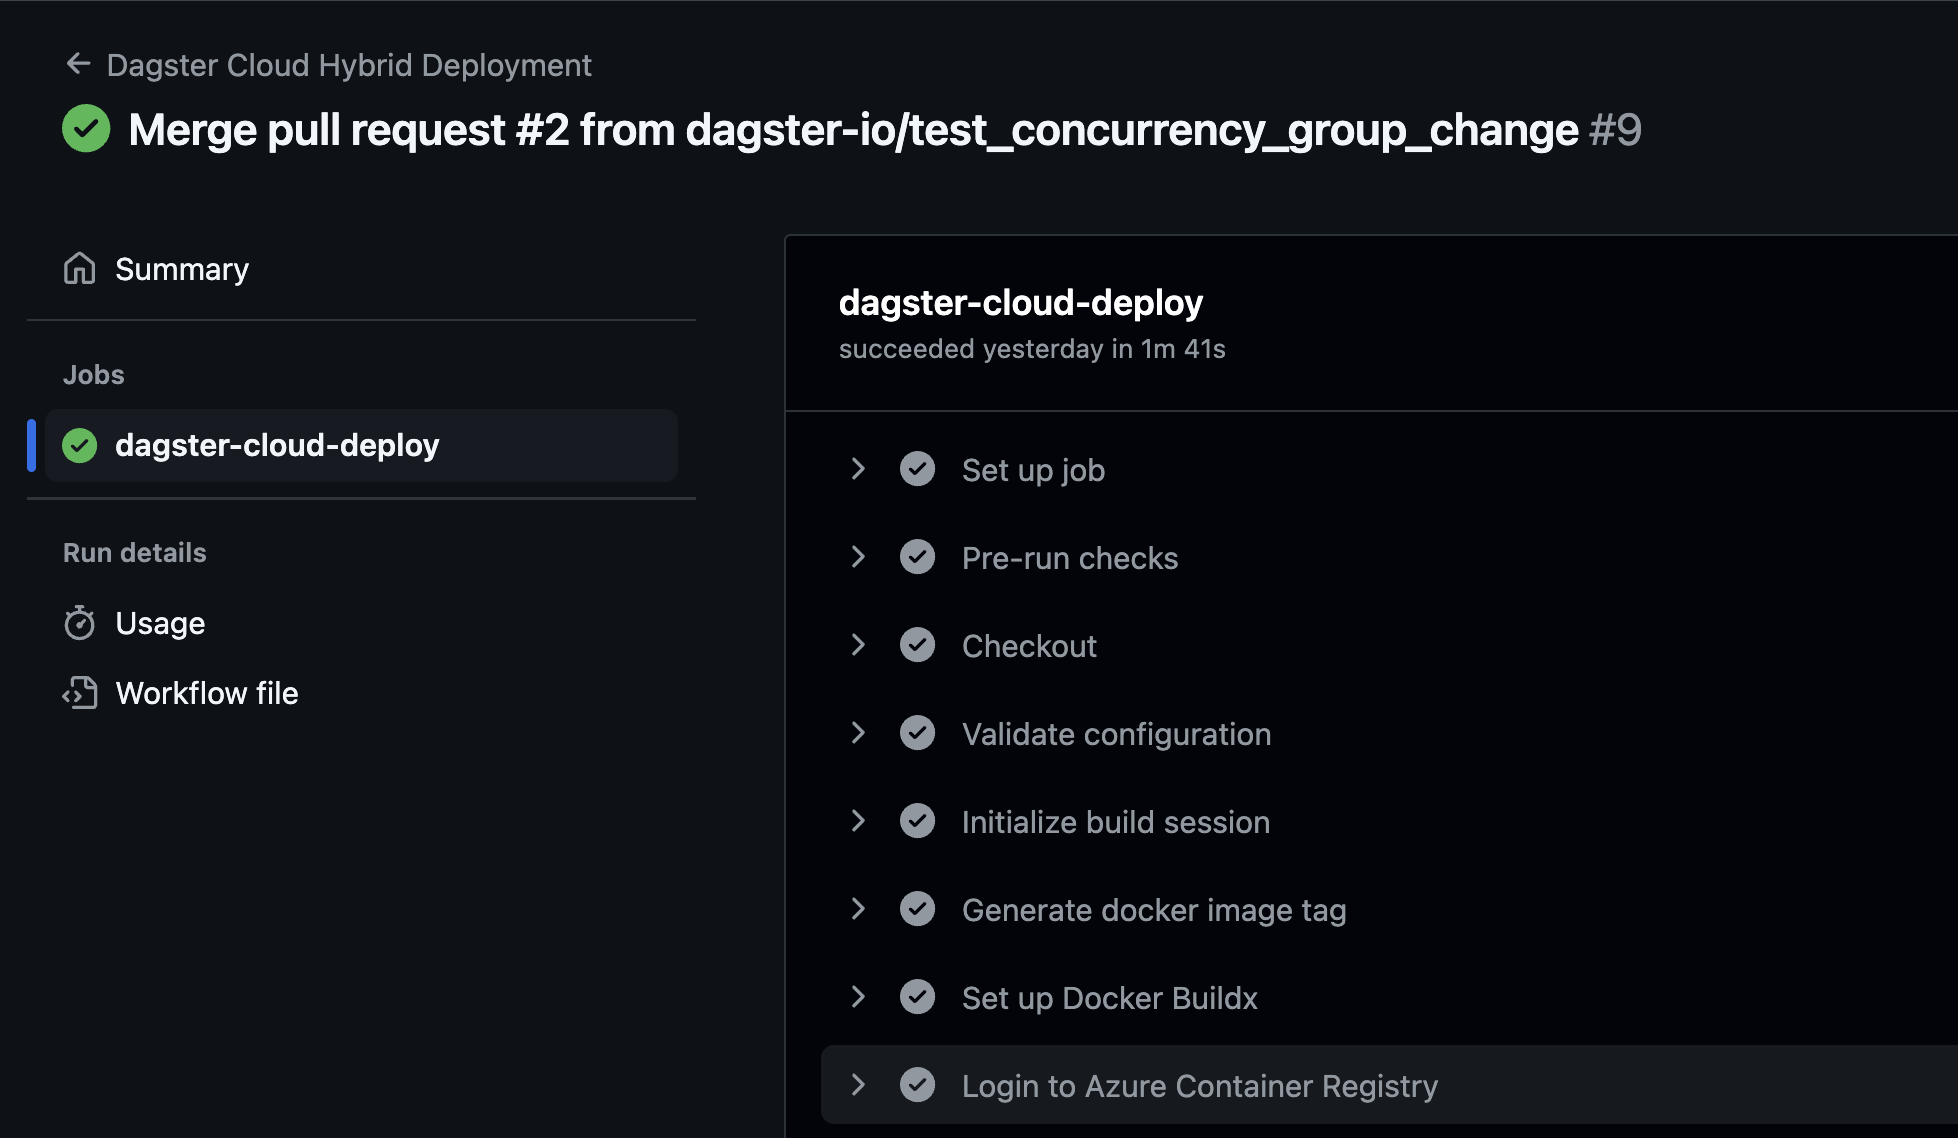 Dagster Cloud Hybrid Deployment
Merge pull request #2 from dagster-io/test_concurrency_group_change #9
Summary
Jobs
dagster-cloud-deploy
Run details
Usage
Workflow file
dagster-cloud-deploy
succeeded yesterday in 1m 41s
Set up job
Pre-run checks
Checkout
Validate configuration
Initialize build session
Generate docker image tag
Set up Docker Buildx
Login to Azure Container Registry